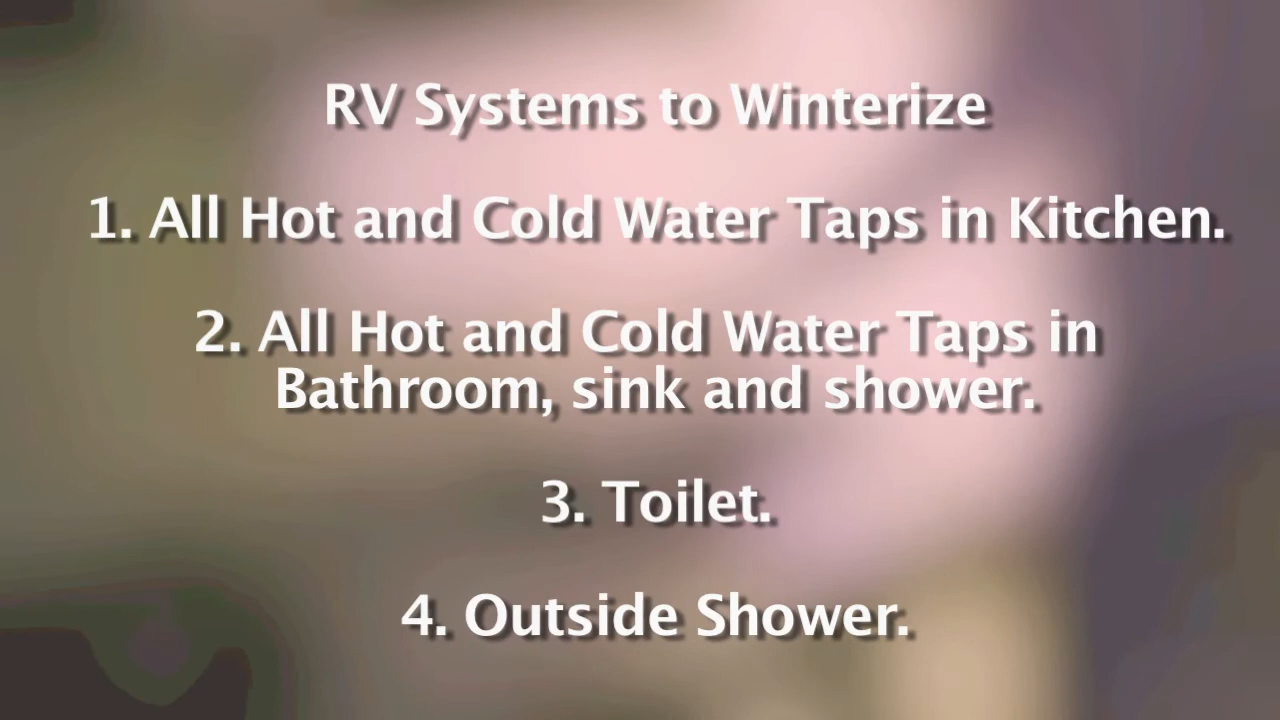 RV Systems to Winterize
1. All Hot and Cold Water Taps in Kitchen.
2. All Hot and Cold Water Taps in
Bathroom, sink and shower.
3. Toilet.
4. Outside Shower.